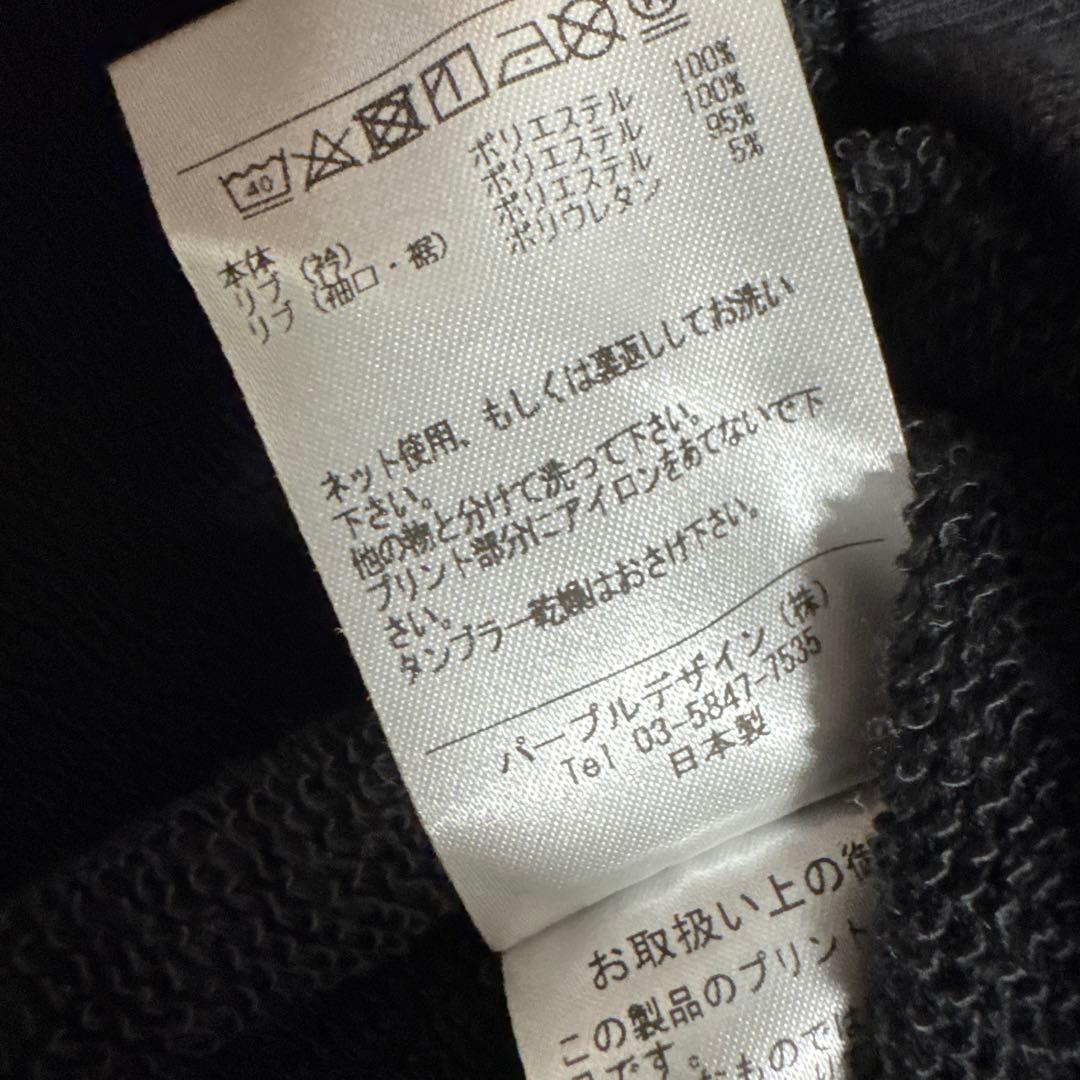 40
本体 ポリエステル 100%
リブ (衿) ポリエステル 100%
リブ (袖口・裾) ポリエステル 95%
ポリウレタン 5%
ネット使用、もしくは裏返ししてお洗い
下さい。
他の物と分けて洗って下さい。
プリント部分にアイロンをあてないで下
さい。
タンブラー乾燥はおさけ下さい。
パープルデザイン(株)
Tel 03-5847-7535
日本製
お取扱い上の
この製品のプリント
です。
ものでは